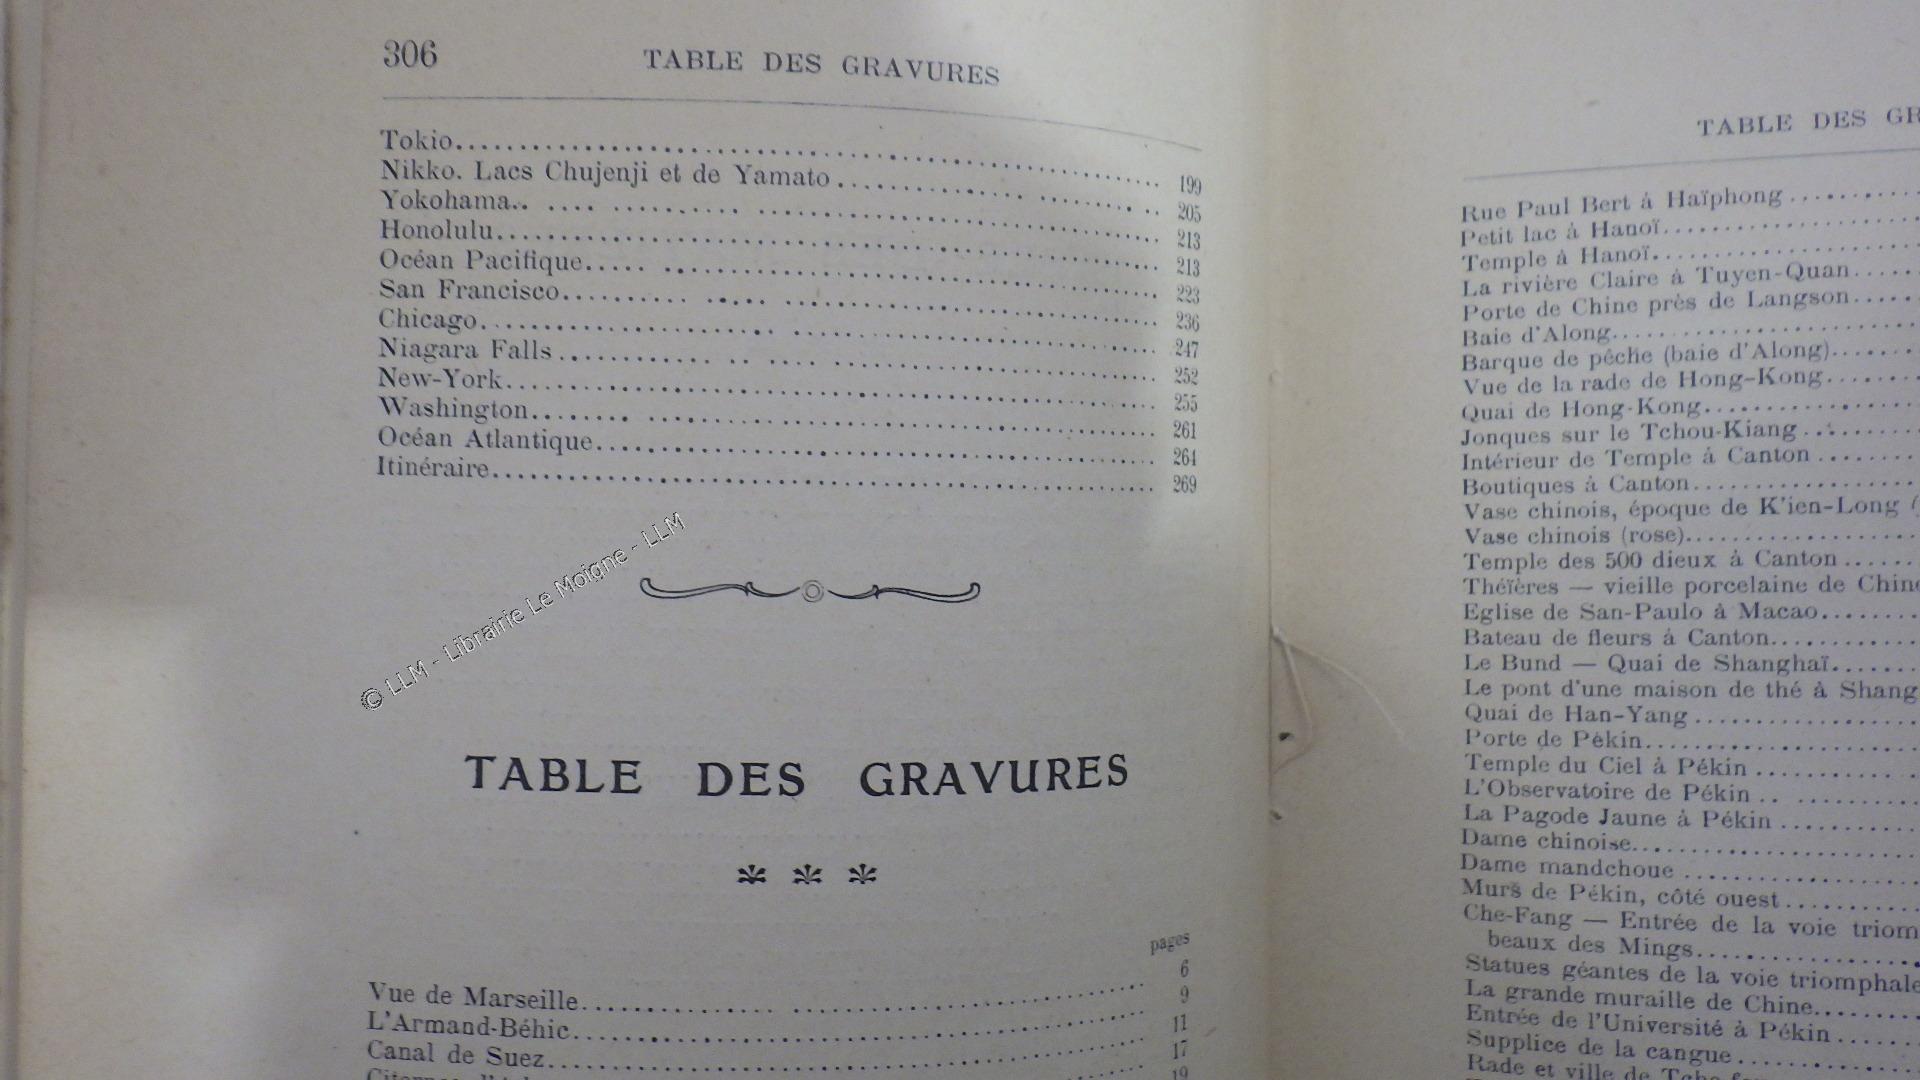 306
TABLE DES GRAVURES
Tokio.......... 199
Nikko. Lacs Chujenji et de Yamato.......... 205
Yokohama.......... 213
Honolulu.......... 213
Océan Pacifique.......... 223
San Francisco.......... 236
Chicago.......... 247
Niagara Falls.......... 252
New-York.......... 255
Washington.......... 261
Océan Atlantique.......... 264
Itinéraire.......... 269
© LLM - Librairie Le Moigne - LLM
TABLE DES GRAVURES
pages
Vue de Marseille.......... 6
L'Armand-Béhic.......... 9
Canal de Suez.......... 11
17
19
TABLE DES GR
Rue Paul Bert à Haïphong..........
Petit lac à Hanoï..........
Temple à Hanoï..........
La rivière Claire à Tuyen-Quan..........
Porte de Chine près de Langson..........
Baie d'Along..........
Barque de pêche (baie d'Along)..........
Vue de la rade de Hong-Kong..........
Quai de Hong-Kong..........
Jonques sur le Tchou-Kiang..........
Intérieur de Temple à Canton..........
Boutiques à Canton..........
Vase chinois, époque de K'ien-Long (
Vase chinois (rose)..........
Temple des 500 dieux à Canton..........
Théïères — vieille porcelaine de Chin
Eglise de San-Paulo à Macao..........
Bateau de fleurs à Canton..........
Le Bund — Quai de Shanghaï..........
Le pont d'une maison de thé à Shang
Quai de Han-Yang..........
Porte de Pékin..........
Temple du Ciel à Pékin..........
L'Observatoire de Pékin..........
La Pagode Jaune à Pékin..........
Dame chinoise..........
Dame mandchoue..........
Murs de Pékin, côté ouest..........
Che-Fang — Entrée de la voie triom
beaux des Mings..........
Statues géantes de la voie triomphale
La grande muraille de Chine..........
Entrée de l'Université à Pékin..........
Supplice de la cangue..........
Rade et ville de